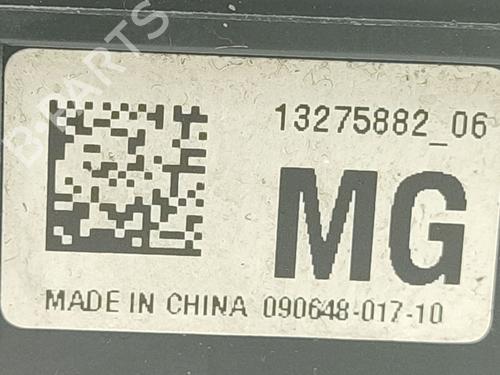 B-PARTS
13275882_06
MG
MADE IN CHINA 090648-017-10